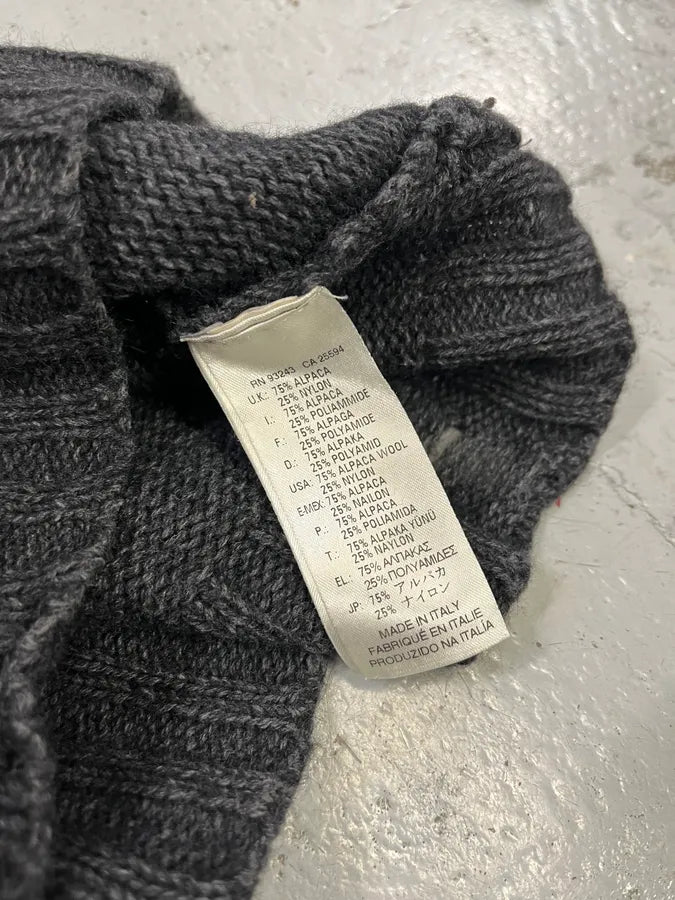 RN 93243 CA 25594
U.K: 75% ALPACA
25% NYLON
I: 75% ALPACA
25% POLIAMMIDE
F: 75% ALPAGA
25% POLYAMIDE
D: 75% ALPAKA
25% POLYAMID
USA: 75% ALPACA WOOL
25% NYLON
E-MEX: 75% ALPACA
25% NAILON
P: 75% ALPACA
25% POLIAMIDA
T: 75% ALPAKA YÜNÜ
25% NAYLON
EL: 75% ΑΛΠΑΚΑΣ
25% ΠΟΛΥΑΜΙΔΕΣ
JP: 75% アルパカ
25% ナイロン
MADE IN ITALY
FABRIQUÉ EN ITALIE
PRODUZIDO NA ITALÍA